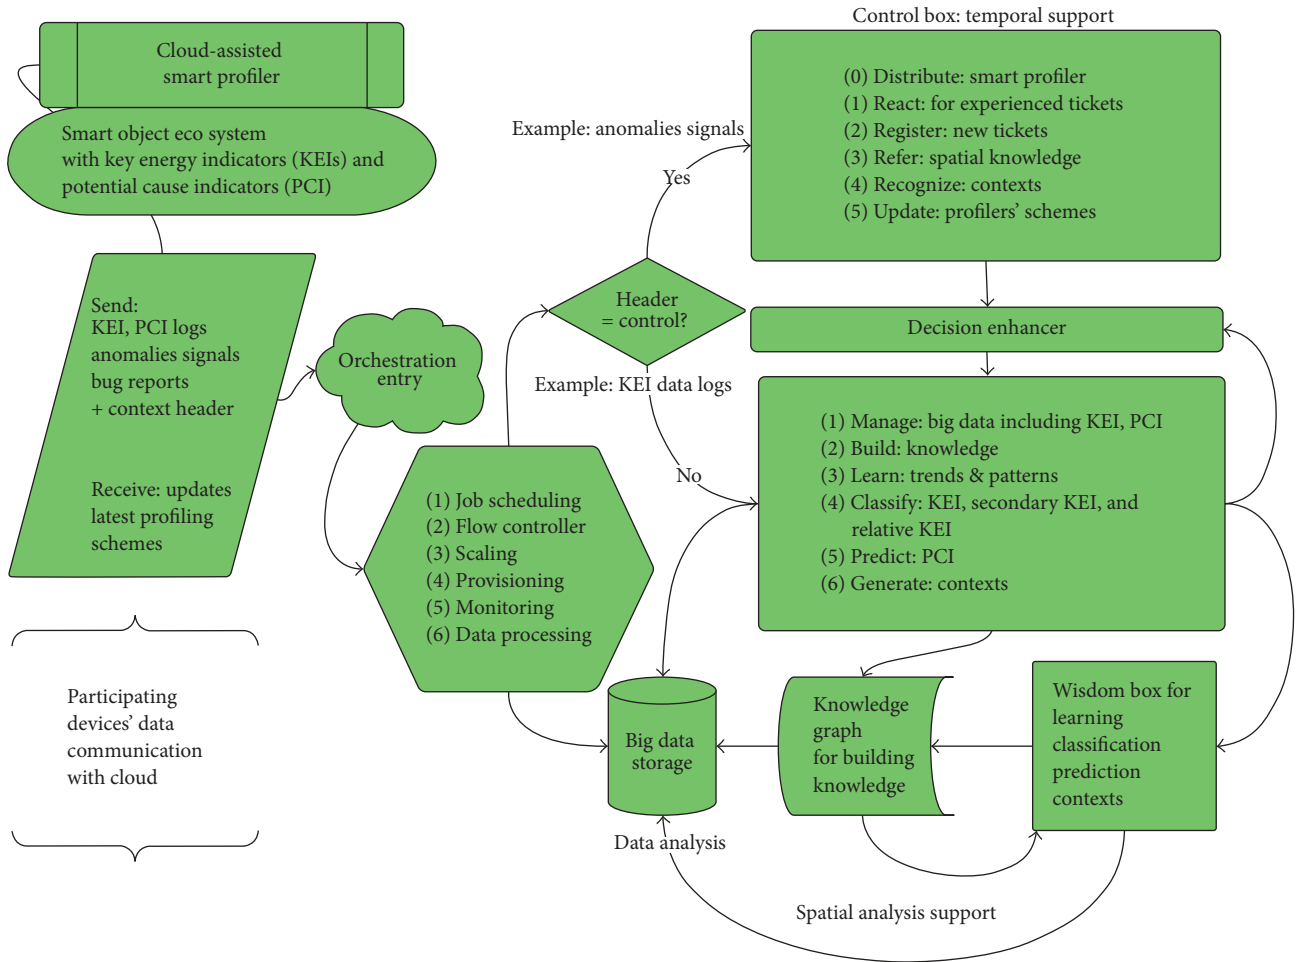 Cloud-assisted
smart profiler
Smart object eco system
with key energy indicators (KEIs) and
potential cause indicators (PCI)
Send:
KEI, PCI logs
anomalies signals
bug reports
+ context header
Receive: updates
latest profiling
schemes
Participating
devices’ data
communication
with cloud
Orchestration
entry
(1) Job scheduling
(2) Flow controller
(3) Scaling
(4) Provisioning
(5) Monitoring
(6) Data processing
Header
= control?
Example: anomalies signals
Yes
Example: KEI data logs
No
Control box: temporal support
(0) Distribute: smart profiler
(1) React: for experienced tickets
(2) Register: new tickets
(3) Refer: spatial knowledge
(4) Recognize: contexts
(5) Update: profilers’ schemes
Decision enhancer
(1) Manage: big data including KEI, PCI
(2) Build: knowledge
(3) Learn: trends & patterns
(4) Classify: KEI, secondary KEI, and
relative KEI
(5) Predict: PCI
(6) Generate: contexts
Big data
storage
Knowledge
graph
for building
knowledge
Wisdom box for
learning
classification
prediction
contexts
Data analysis
Spatial analysis support